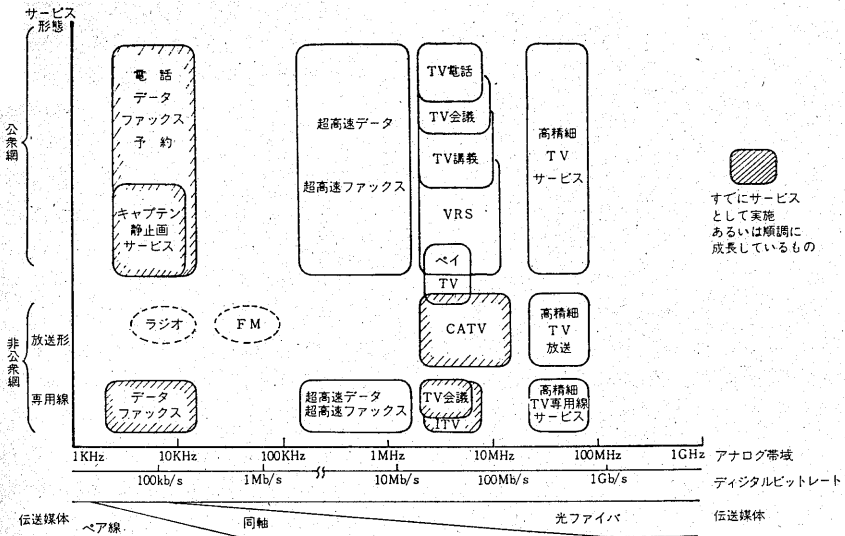 サービス
形態
公衆網
電話
データ
ファックス
予約
キャプテン
静止画
サービス
超高速データ
超高速ファックス
TV電話
TV会議
TV講義
VRS
ペイ
TV
高精細
TV
サービス
すでにサービス
として実施
あるいは順調に
成長しているもの
非公衆網
放送形
ラジオ
FM
CATV
高精細
TV
放送
専用線
データ
ファックス
超高速データ
超高速ファックス
TV会議
ITV
高精細
TV専用線
サービス
1KHz 10KHz 100KHz 1MHz 10MHz 100MHz 1GHz アナログ帯域
100kb/s 1Mb/s 10Mb/s 100Mb/s 1Gb/s ディジタルビットレート
伝送媒体 ペア線 同軸 光ファイバ 伝送媒体